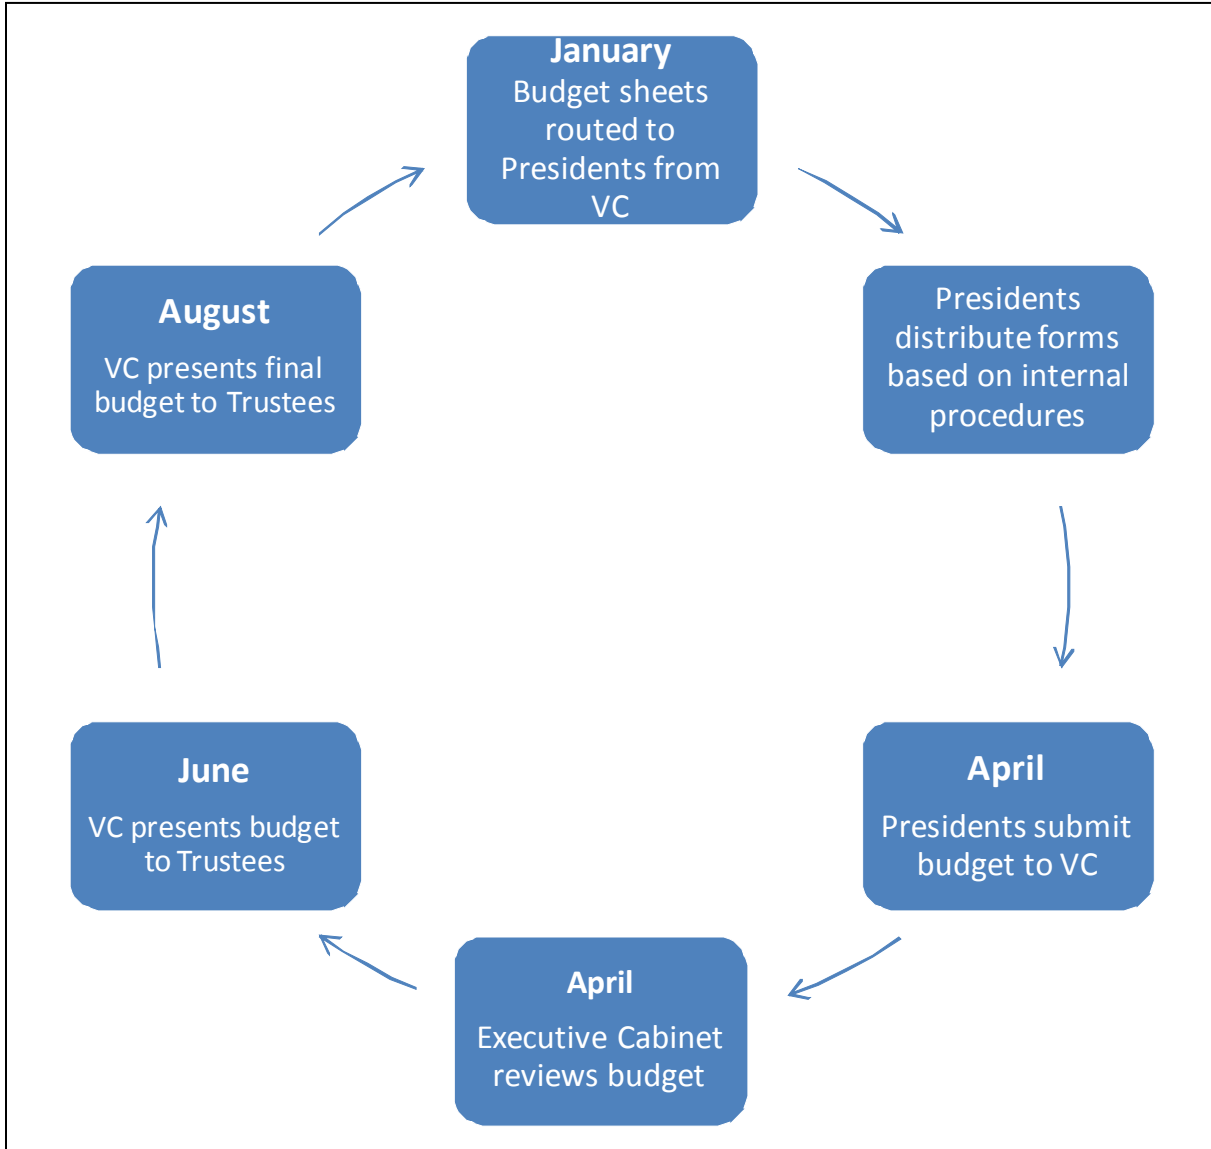 January
Budget sheets
routed to
Presidents from
VC
Presidents
distribute forms
based on internal
procedures
April
Presidents submit
budget to VC
April
Executive Cabinet
reviews budget
June
VC presents budget
to Trustees
August
VC presents final
budget to Trustees